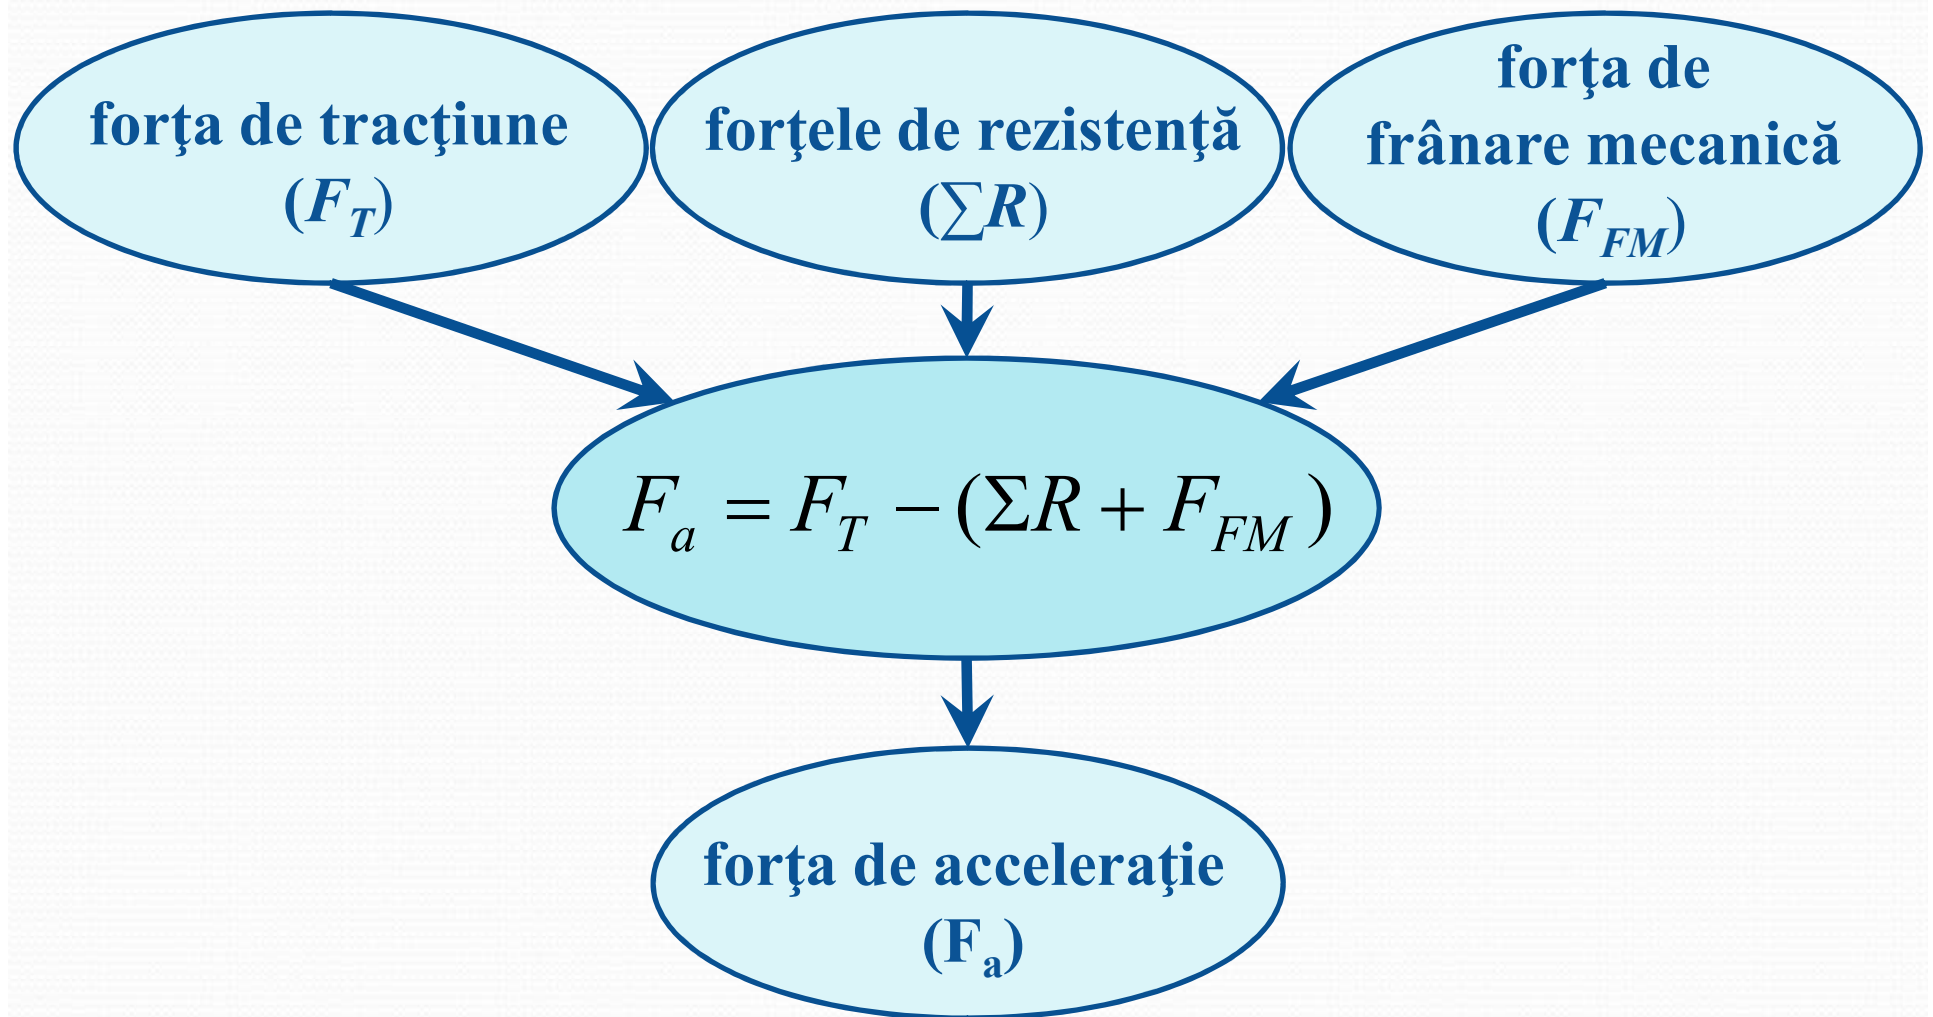 forţa de tracţiune
(F_T)
forţele de rezistenţă
(∑R)
forţa de
frânare mecanică
(F_FM)
F_a = F_T − (ΣR + F_FM)
forţa de acceleraţie
(F_a)